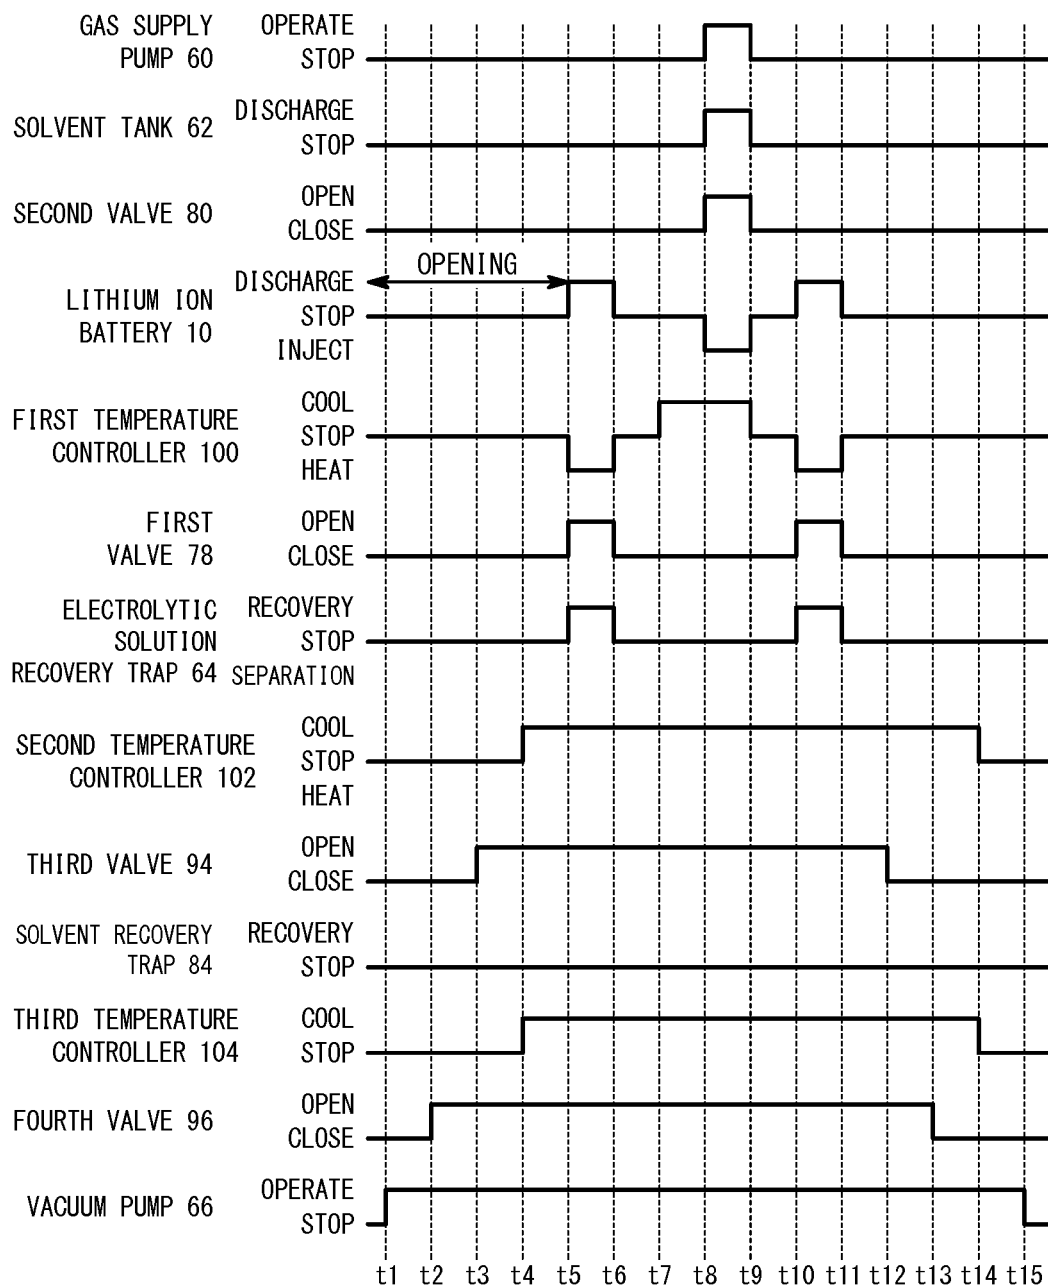 GAS SUPPLY
PUMP 60
OPERATE
STOP
SOLVENT TANK 62
DISCHARGE
STOP
SECOND VALVE 80
OPEN
CLOSE
LITHIUM ION
BATTERY 10
DISCHARGE
STOP
INJECT
OPENING
FIRST TEMPERATURE
CONTROLLER 100
COOL
STOP
HEAT
FIRST
VALVE 78
OPEN
CLOSE
ELECTROLYTIC
SOLUTION
RECOVERY TRAP 64
RECOVERY
STOP
SEPARATION
SECOND TEMPERATURE
CONTROLLER 102
COOL
STOP
HEAT
THIRD VALVE 94
OPEN
CLOSE
SOLVENT RECOVERY
TRAP 84
RECOVERY
STOP
THIRD TEMPERATURE
CONTROLLER 104
COOL
STOP
FOURTH VALVE 96
OPEN
CLOSE
VACUUM PUMP 66
OPERATE
STOP
t1 t2 t3 t4 t5 t6 t7 t8 t9 t10 t11 t12 t13 t14 t15